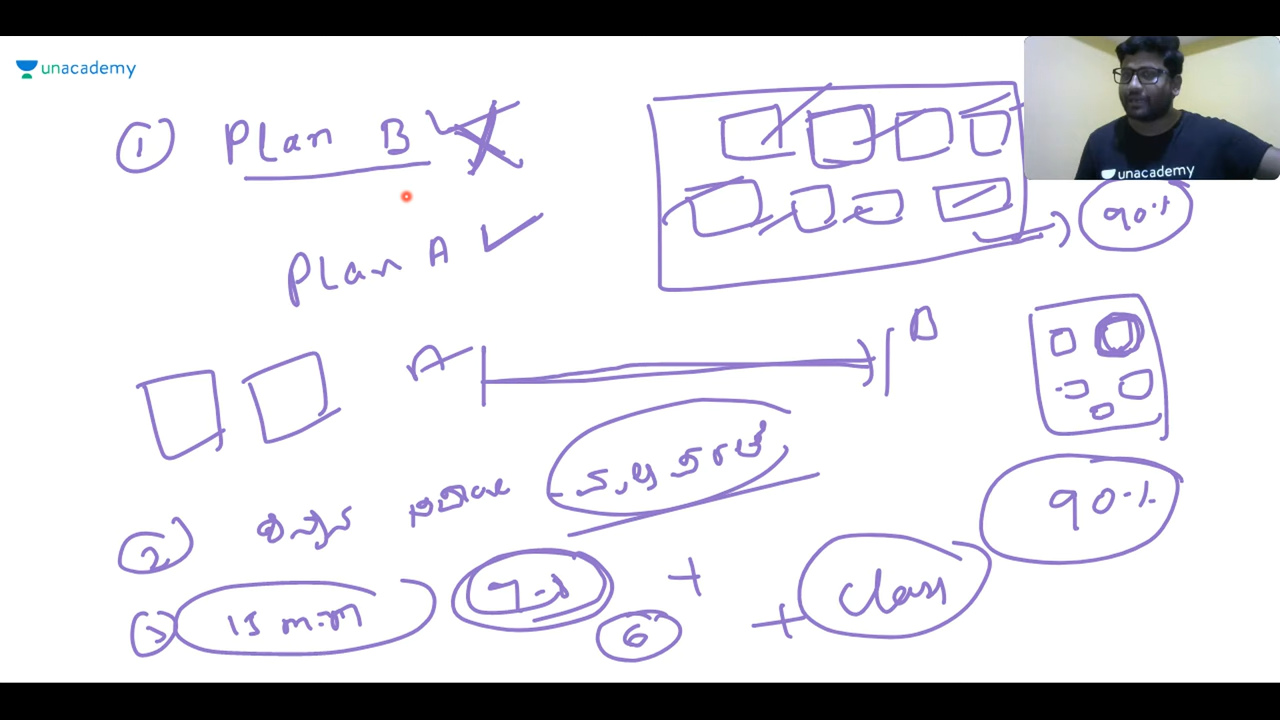 unacademy
unacademy
① Plan B
90%
Plan A
A B
②
90%
③ 15 min 7-8 + + class
6